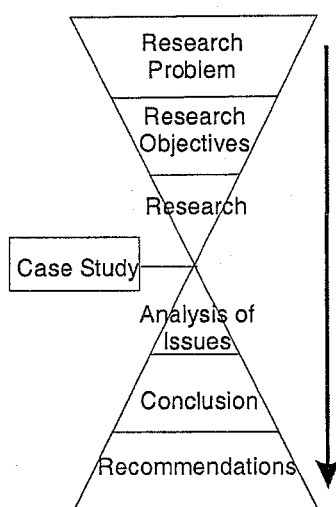 Research
Problem
Research
Objectives
Research
Case Study
Analysis of
Issues
Conclusion
Recommendations